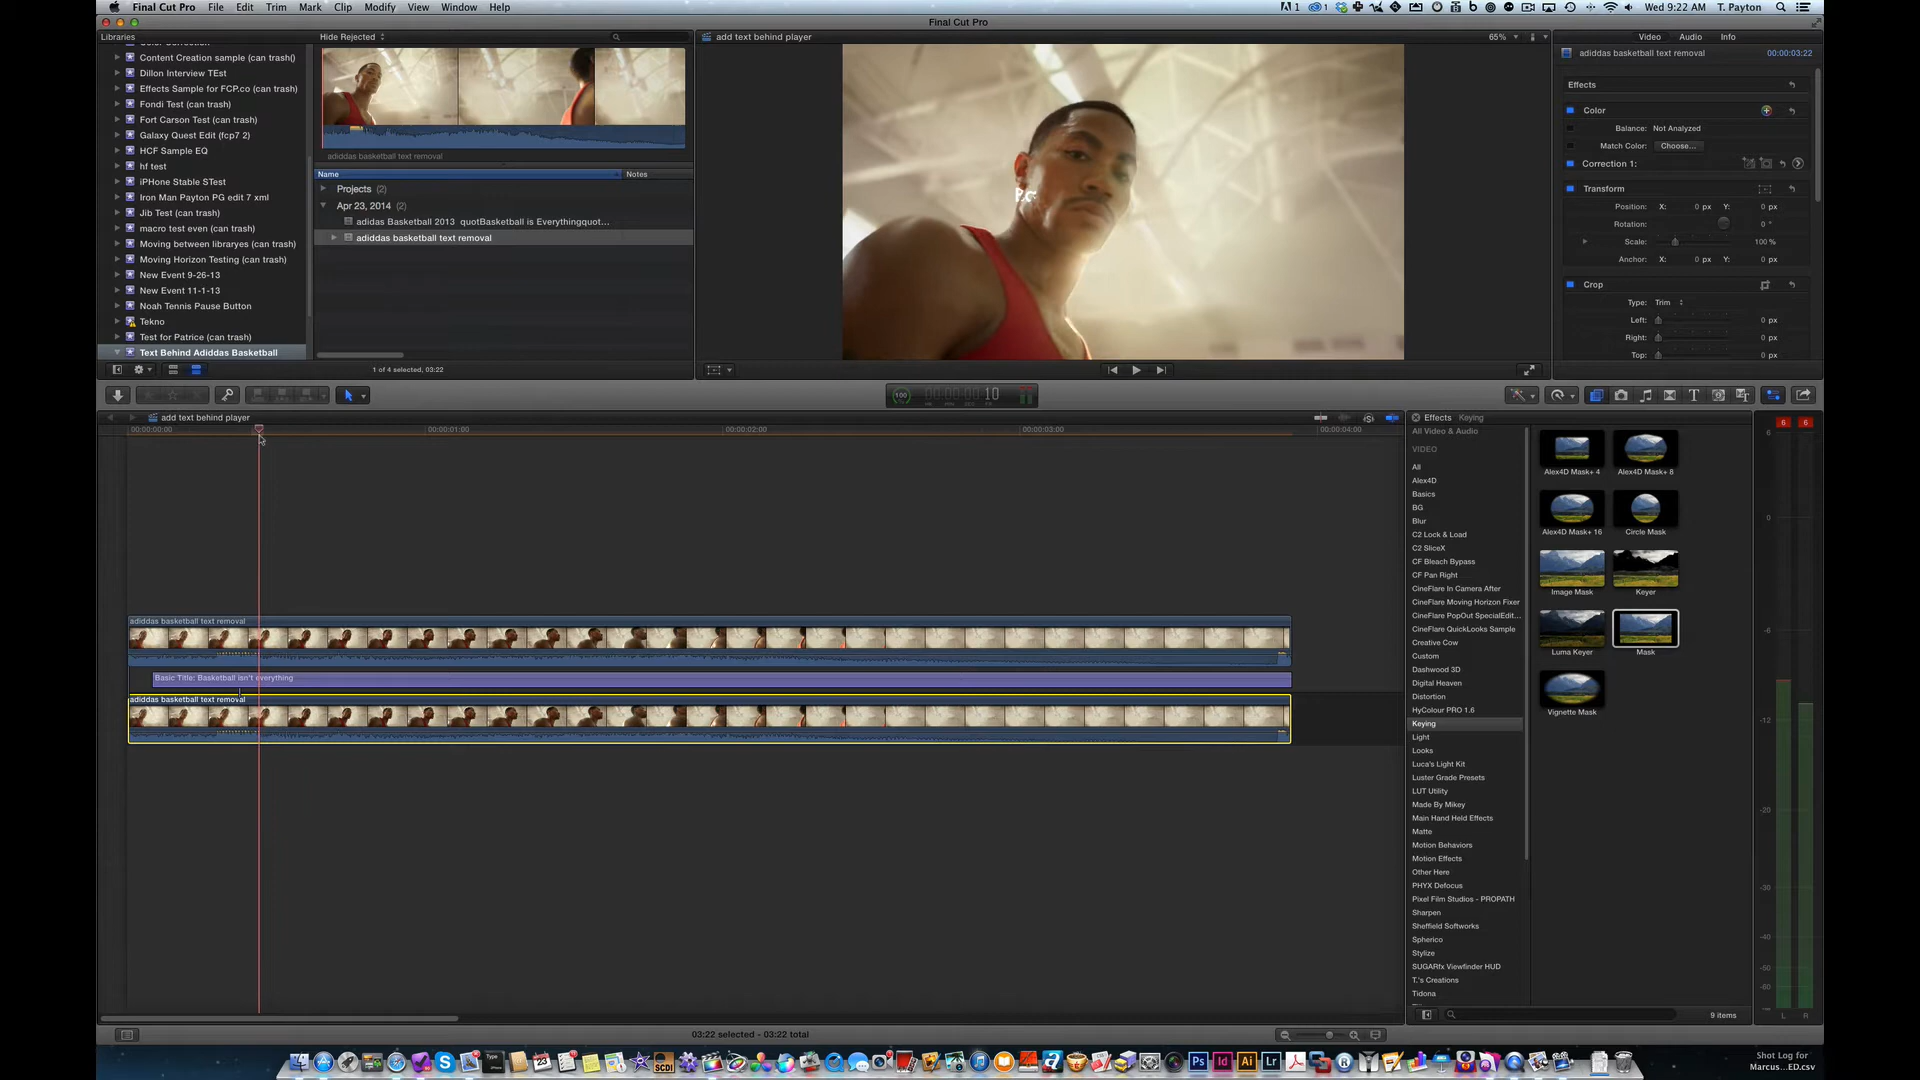 Final Cut Pro File Edit Trim Mark Clip Modify View Window Help
1 1 Wed 9:22 AM T. Payton
Final Cut Pro
Libraries
Content Creation sample (can trash()
Dillon Interview TEst
Effects Sample for FCP.co (can trash)
Fondi Test (can trash)
Fort Carson Test (can trash)
Galaxy Quest Edit (fcp7 2)
HCF Sample EQ
hf test
iPHone Stable STest
Iron Man Payton PG edit 7 xml
Jib Test (can trash)
macro test even (can trash)
Moving between libraryes (can trash)
Moving Horizon Testing (can trash)
New Event 9-26-13
New Event 11-1-13
Noah Tennis Pause Button
Tekno
Test for Patrice (can trash)
Text Behind Adiddas Basketball
Hide Rejected
adiddas basketball text removal
Name Notes
Projects (2)
Apr 23, 2014 (2)
adidas Basketball 2013 quotBasketball is Everythingquot...
adiddas basketball text removal
1 of 4 selected, 03:22
add text behind player 65%
Video Audio Info
adiddas basketball text removal 00:00:03:22
Effects
Color
Balance: Not Analyzed
Match Color: Choose...
Correction 1:
Transform
Position: X: 0 px Y: 0 px
Rotation: 0 °
Scale: 100 %
Anchor: X: 0 px Y: 0 px
Crop
Type: Trim
Left: 0 px
Right: 0 px
Top: 0 px
100 00:00:00:10
add text behind player
00:00:00:00 00:00:01:00 00:00:02:00 00:00:03:00 00:00:04:00
adiddas basketball text removal
Basic Title: Basketball isn't everything
adiddas basketball text removal
03:22 selected - 03:22 total
Effects Keying
All Video & Audio
VIDEO
All
Alex4D
Basics
BG
Blur
C2 Lock & Load
C2 SliceX
CF Bleach Bypass
CF Pan Right
CineFlare In Camera After
CineFlare Moving Horizon Fixer
CineFlare PopOut SpecialEdit...
CineFlare QuickLooks Sample
Creative Cow
Custom
Dashwood 3D
Digital Heaven
Distortion
HyColour PRO 1.6
Keying
Light
Looks
Luca's Light Kit
Luster Grade Presets
LUT Utility
Made By Mikey
Main Hand Held Effects
Matte
Motion Behaviors
Motion Effects
Other Here
PHYX Defocus
Pixel Film Studios - PROPATH
Sharpen
Sheffield Softworks
Spherico
Stylize
SUGARfx Viewfinder HUD
T.'s Creations
Tidona
Alex4D Mask+ 4 Alex4D Mask+ 8
Alex4D Mask+ 16 Circle Mask
Image Mask Keyer
Luma Keyer Mask
Vignette Mask
9 items
6 6
6
0
-6
-12
-20
-30
-40
-50
-60
L R
Shot Log for
Marcus...ED.csv